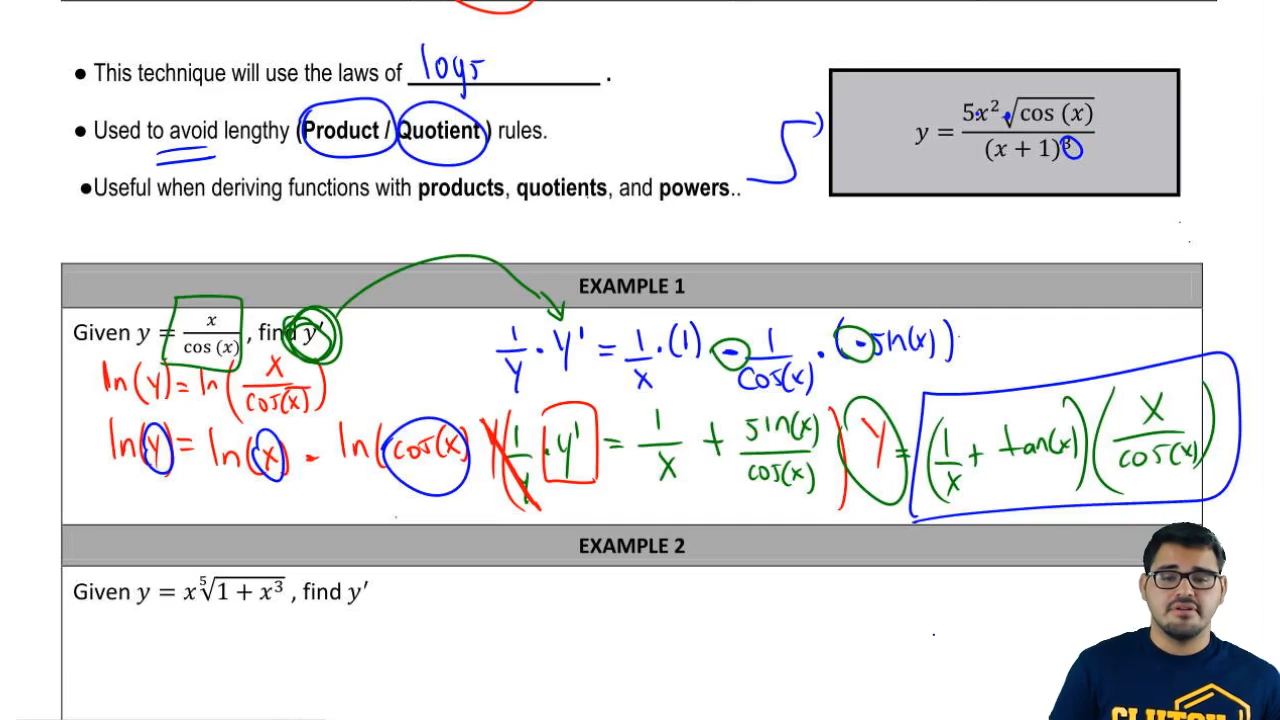 ● This technique will use the laws of logs .
● Used to avoid lengthy (Product / Quotient) rules.
●Useful when deriving functions with products, quotients, and powers..
y = 5x² √cos (x) / (x + 1)³
EXAMPLE 1
Given y = x / cos (x) , find y′
ln(y) = ln(x / cos(x))
ln(y) = ln(x) - ln(cos(x))
1/y · y' = 1/x · (1) - 1/cos(x) · (-sin(x))
y(1/y · y' = 1/x + sin(x)/cos(x)) y = (1/x + tan(x))(x/cos(x))
EXAMPLE 2
Given y = x ⁵√1 + x³ , find y′
CLUTCH